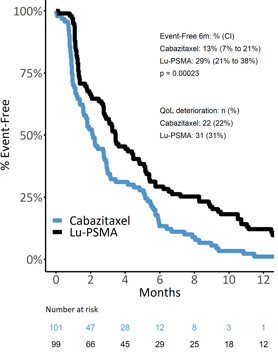 100%
75%
50%
25%
0%
% Event-Free
Event-Free 6m: % (CI)
Cabazitaxel: 13% (7% to 21%)
Lu-PSMA: 29% (21% to 38%)
p = 0.00023
QoL deterioration: n (%)
Cabazitaxel: 22 (22%)
Lu-PSMA: 31 (31%)
Cabazitaxel
Lu-PSMA
0 2 4 6 8 10 12
Months
Number at risk
101 47 28 12 8 3 1
99 66 45 29 25 18 12